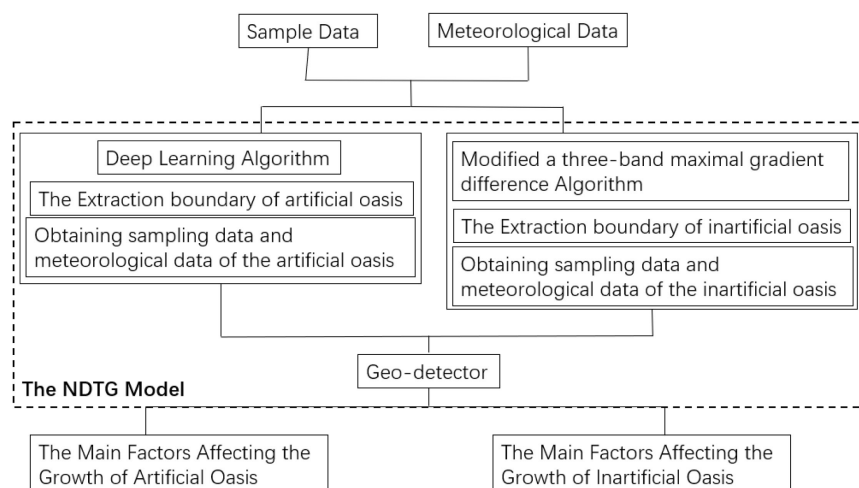 Sample Data
Meteorological Data
Deep Learning Algorithm
The Extraction boundary of artificial oasis
Obtaining sampling data and
meteorological data of the artificial oasis
Modified a three-band maximal gradient
difference Algorithm
The Extraction boundary of inartificial oasis
Obtaining sampling data and
meteorological data of the inartificial oasis
Geo-detector
The NDTG Model
The Main Factors Affecting the
Growth of Artificial Oasis
The Main Factors Affecting the
Growth of Inartificial Oasis